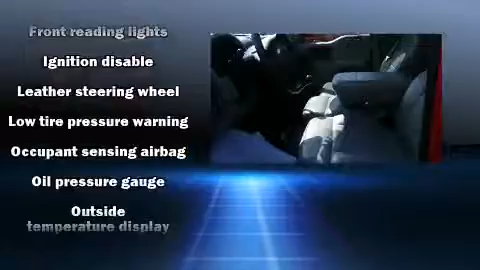 Front reading lights
Ignition disable
Leather steering wheel
Low tire pressure warning
Occupant sensing airbag
Oil pressure gauge
Outside
temperature display